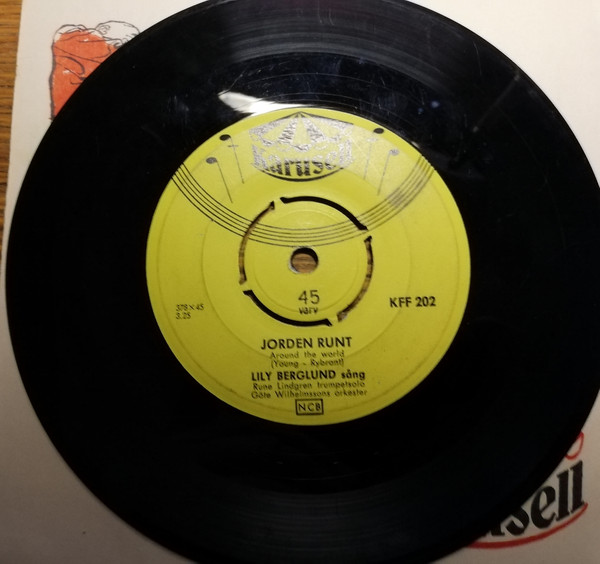 Karusell
45
varv
KFF 202
378×45
3.25
JORDEN RUNT
Around the world
(Young - Rybrant)
LILY BERGLUND sång
Rune Lindgren trumpetsolo
Göte Wilhelmssons orkester
NCB
usell